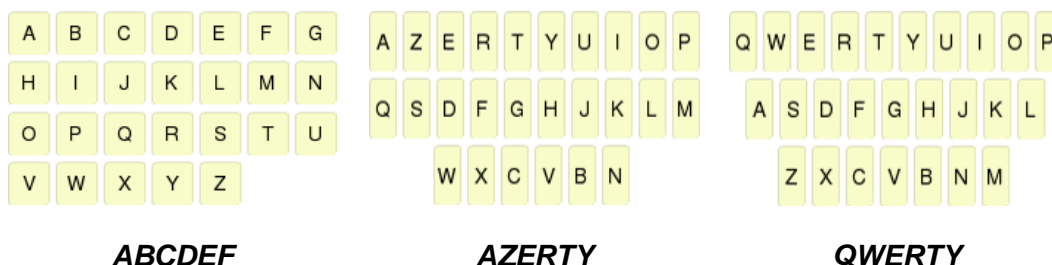 A B C D E F G
H I J K L M N
O P Q R S T U
V W X Y Z
ABCDEF
A Z E R T Y U I O P
Q S D F G H J K L M
W X C V B N
AZERTY
Q W E R T Y U I O P
A S D F G H J K L
Z X C V B N M
QWERTY